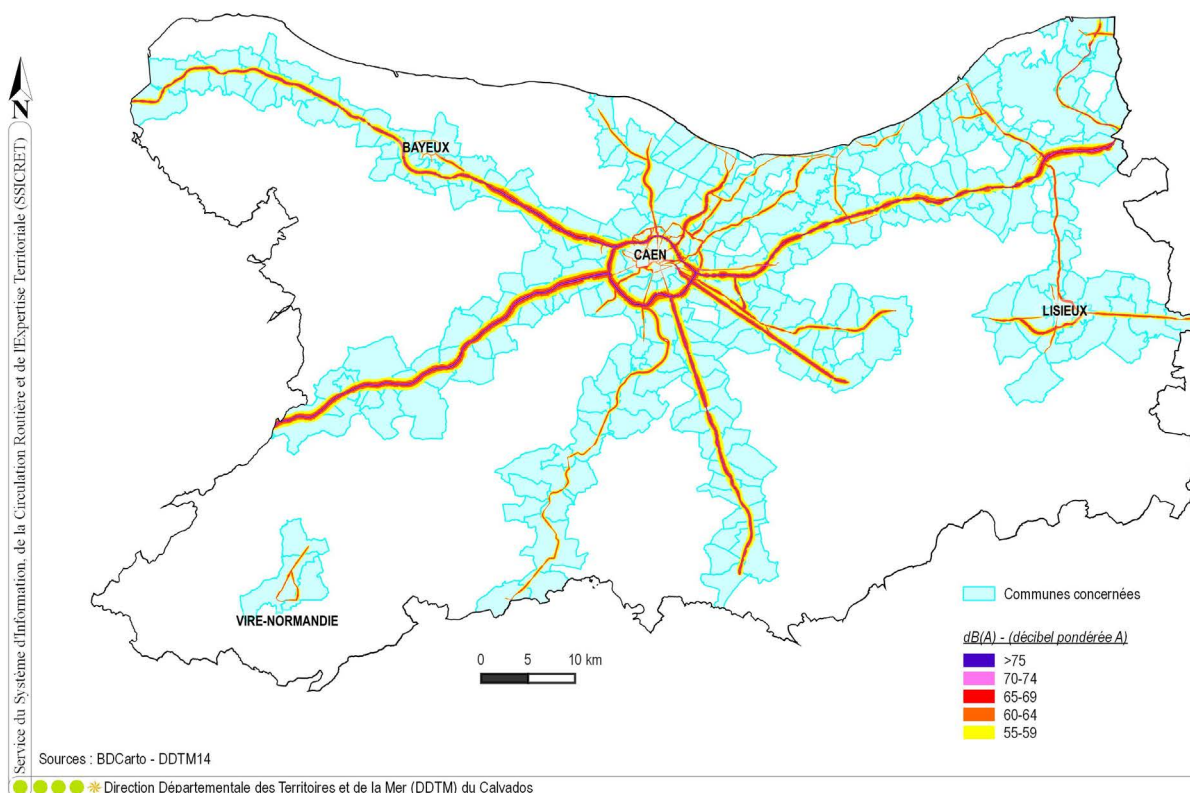 N
Service du Système d'Information, de la Circulation Routière et de l'Expertise Territoriale (SSICRET)
BAYEUX
CAEN
LISIEUX
VIRE-NORMANDIE
0 5 10 km
Communes concernées
dB(A) - (décibel pondérée A)
>75
70-74
65-69
60-64
55-59
Sources : BDCarto - DDTM14
Direction Départementale des Territoires et de la Mer (DDTM) du Calvados